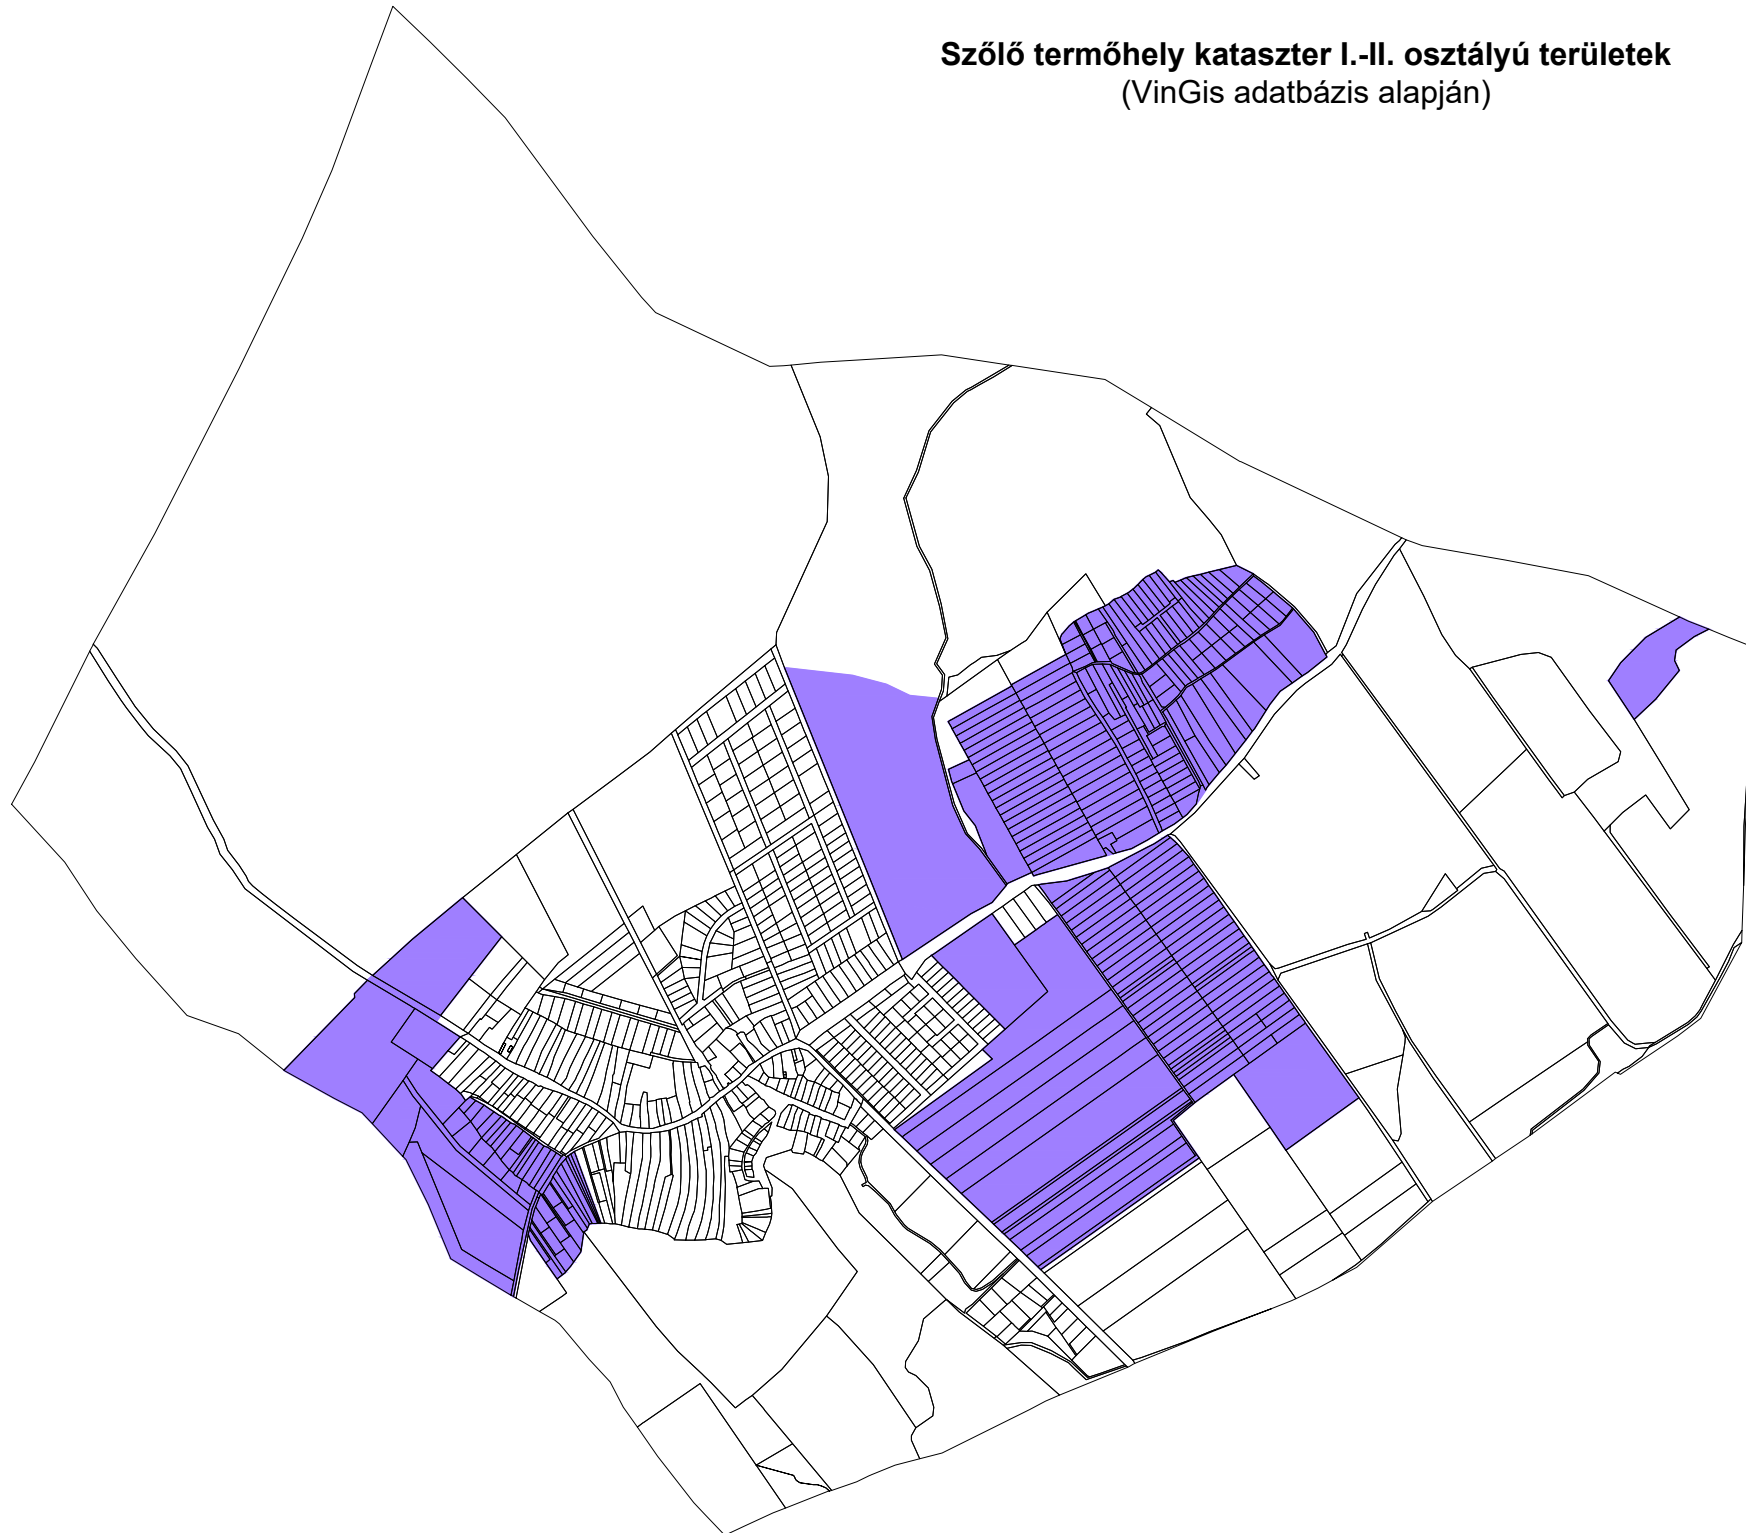 Szőlő termőhely kataszter I.-II. osztályú területek
(VinGis adatbázis alapján)